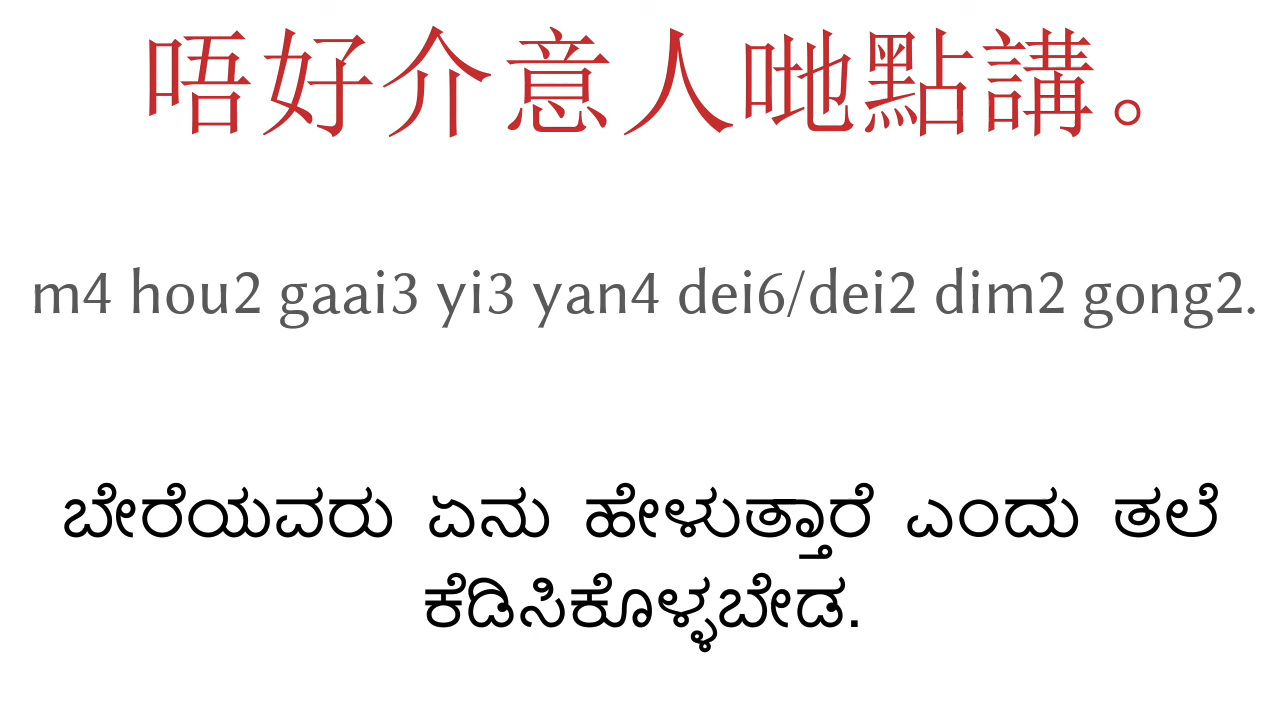 唔好介意人哋點講。
m4 hou2 gaai3 yi3 yan4 dei6/dei2 dim2 gong2.
ಬೇರೆಯವರು ಏನು ಹೇಳುತ್ತಾರೆ ಎಂದು ತಲೆ
ಕೆಡಿಸಿಕೊಳ್ಳಬೇಡ.